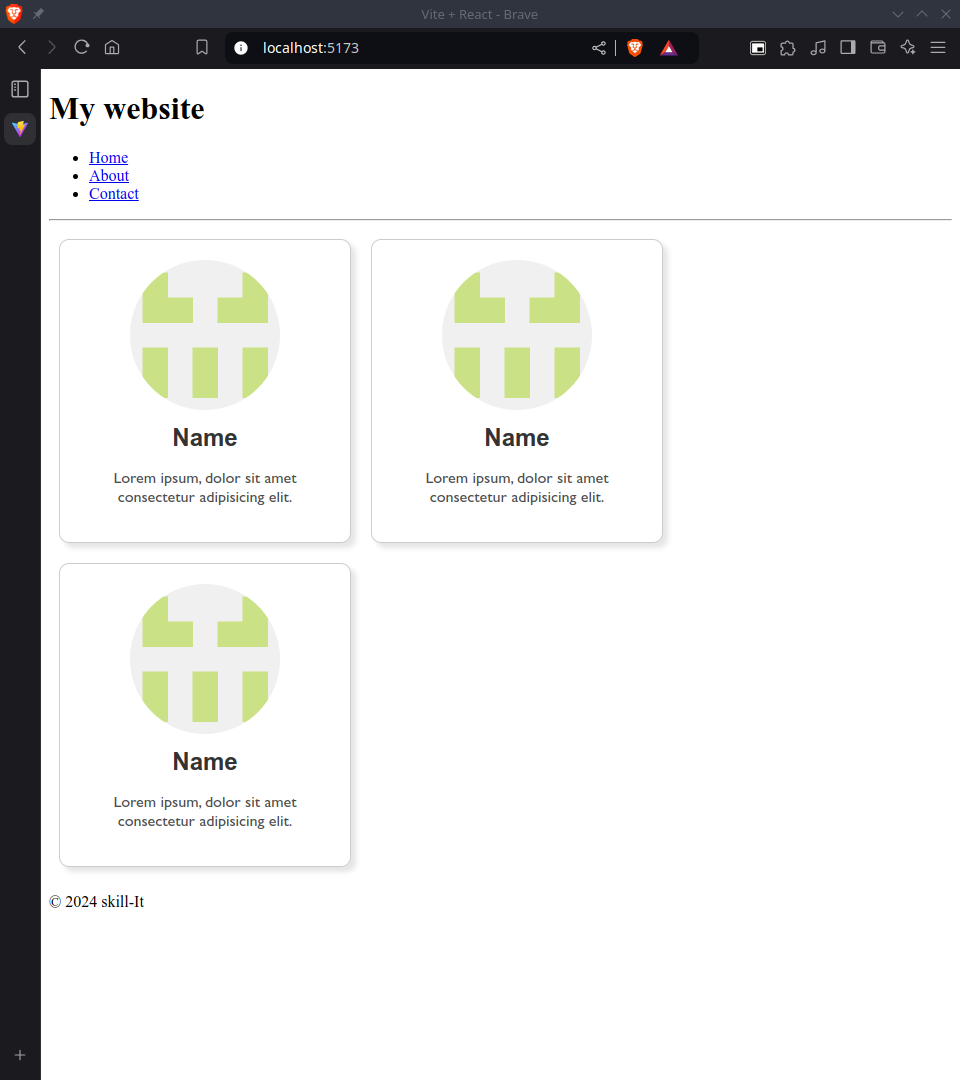 Vite + React - Brave
localhost:5173
My website
Home
About
Contact
Name
Lorem ipsum, dolor sit amet
consectetur adipisicing elit.
Name
Lorem ipsum, dolor sit amet
consectetur adipisicing elit.
Name
Lorem ipsum, dolor sit amet
consectetur adipisicing elit.
© 2024 skill-It